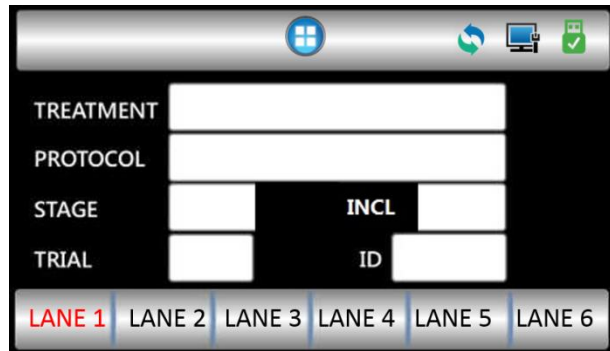 TREATMENT
PROTOCOL
STAGE INCL
TRIAL ID
LANE 1 LANE 2 LANE 3 LANE 4 LANE 5 LANE 6